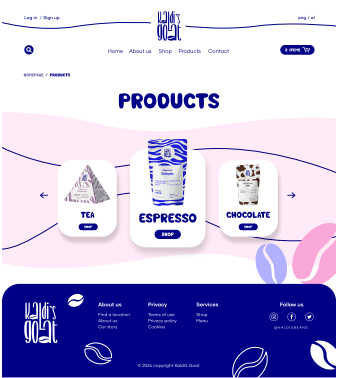 Log in / Sign up
Kaldi's
goat
eng / el
Home About us Shop Products Contact
2 ITEMS
HOMEPAGE / PRODUCTS
PRODUCTS
TEA
SHOP
ESPRESSO
SHOP
CHOCOLATE
SHOP
Kaldi's
goat
About us
Find a location
About us
Our story
Privacy
Terms of use
Privacy policy
Cookies
Services
Shop
Menu
Follow us
@KALDISBEANS
© 2024 copyright Kaldi's Goat